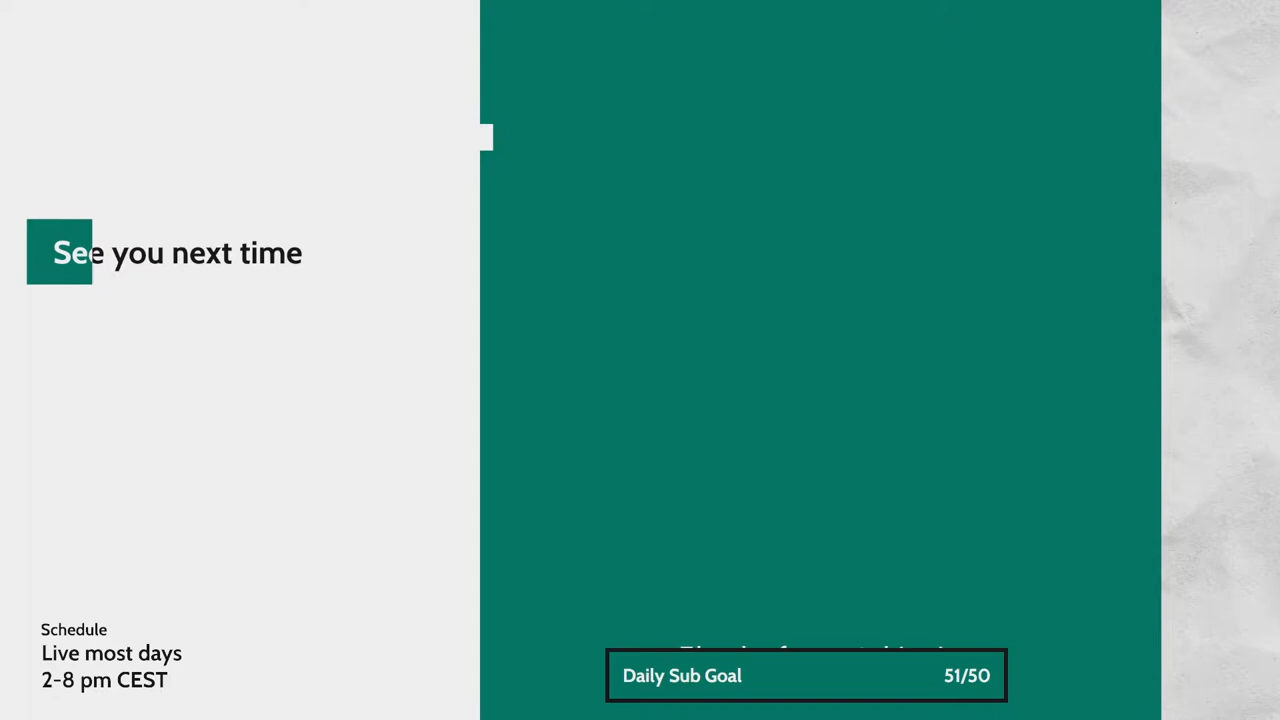 See you next time
Schedule
Live most days
2-8 pm CEST
Daily Sub Goal 51/50